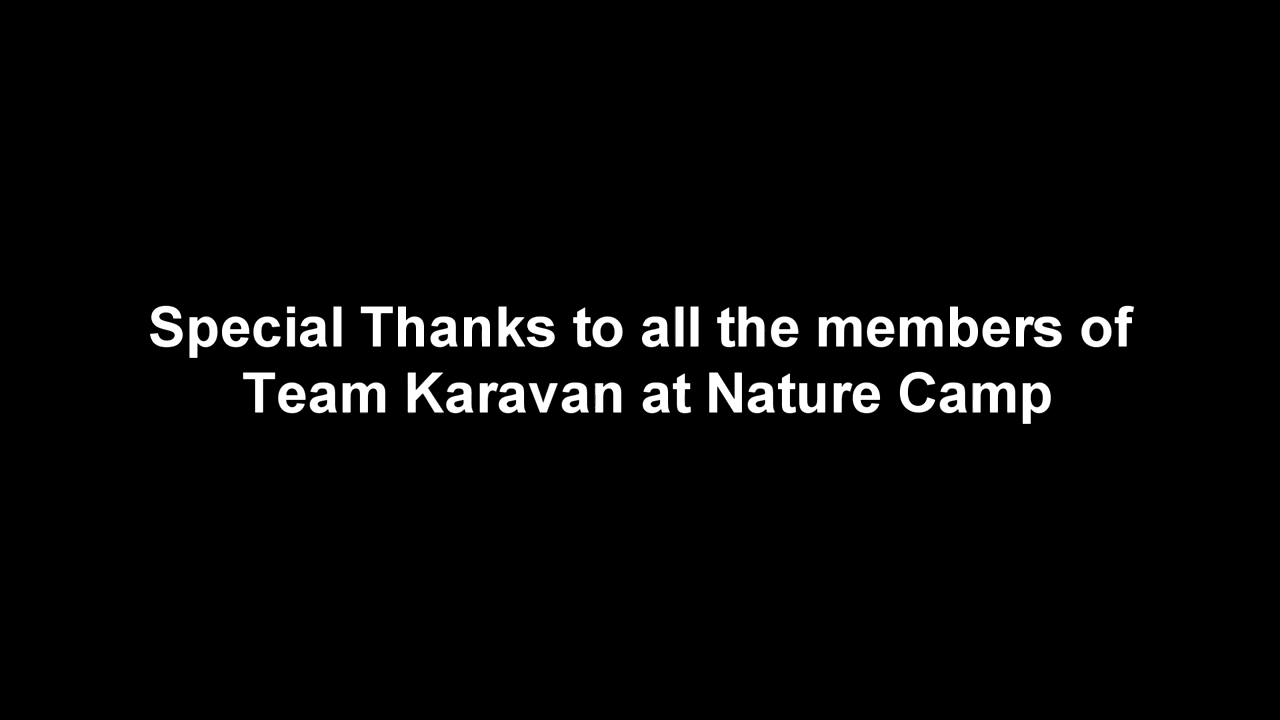 Special Thanks to all the members of
Team Karavan at Nature Camp